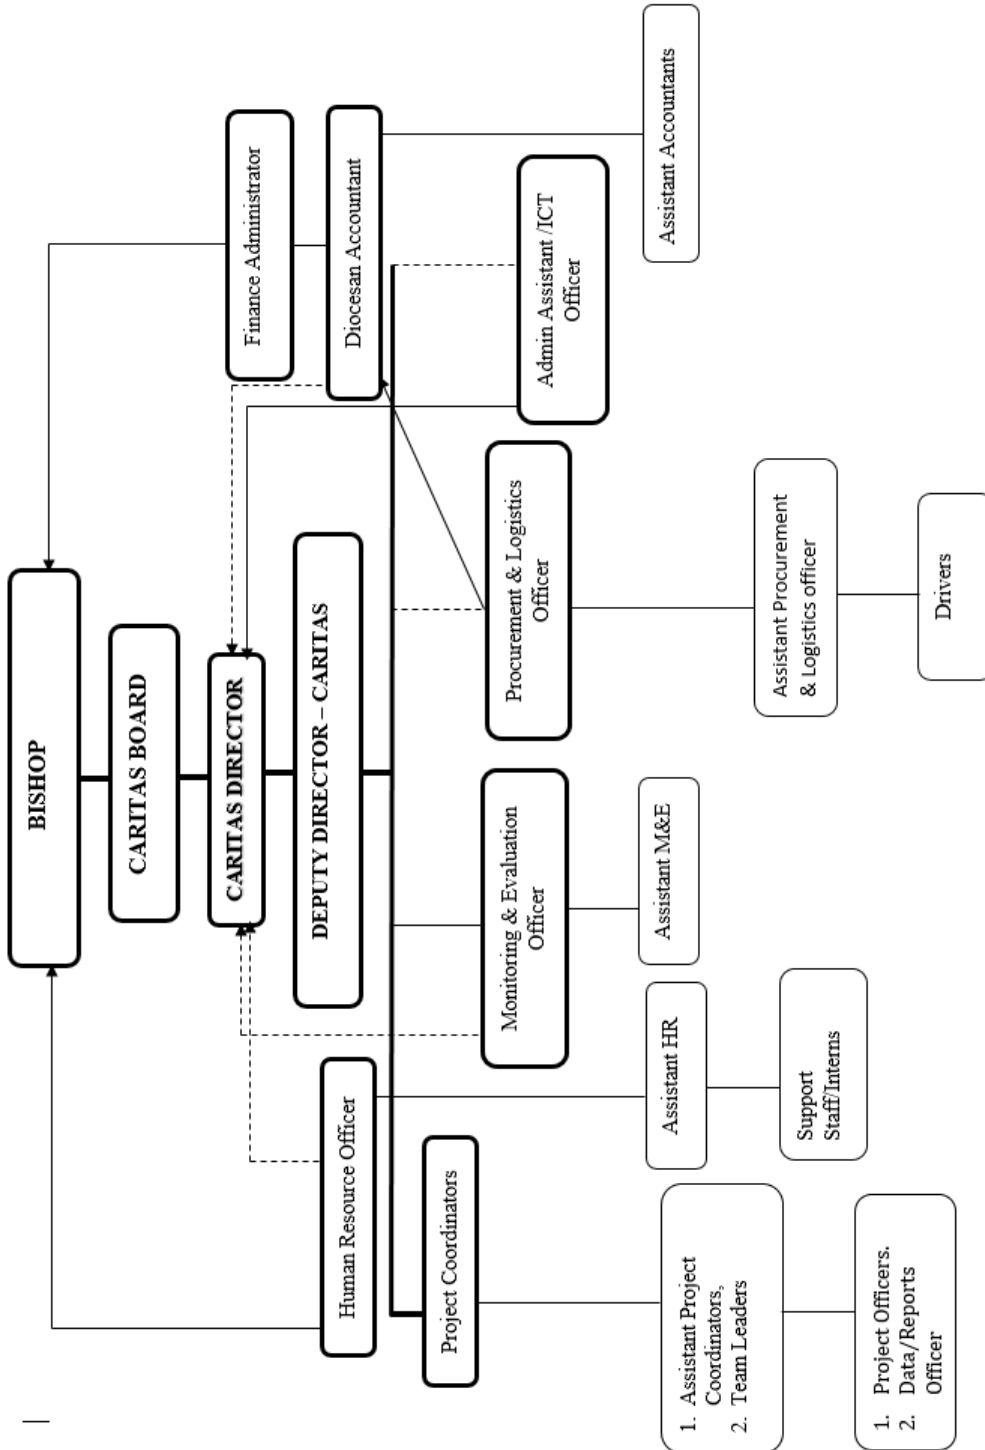 BISHOP
CARITAS BOARD
CARITAS DIRECTOR
DEPUTY DIRECTOR – CARITAS
Finance Administrator
Human Resource Officer
Diocesan Accountant
Project Coordinators
Monitoring & Evaluation
Officer
Procurement & Logistics
Officer
Admin Assistant /ICT
Officer
Assistant HR
Assistant M&E
Assistant Accountants
1. Assistant Project
Coordinators,
2. Team Leaders
Support
Staff/Interns
Assistant Procurement
& Logistics officer
1. Project Officers.
2. Data/Reports
Officer
Drivers